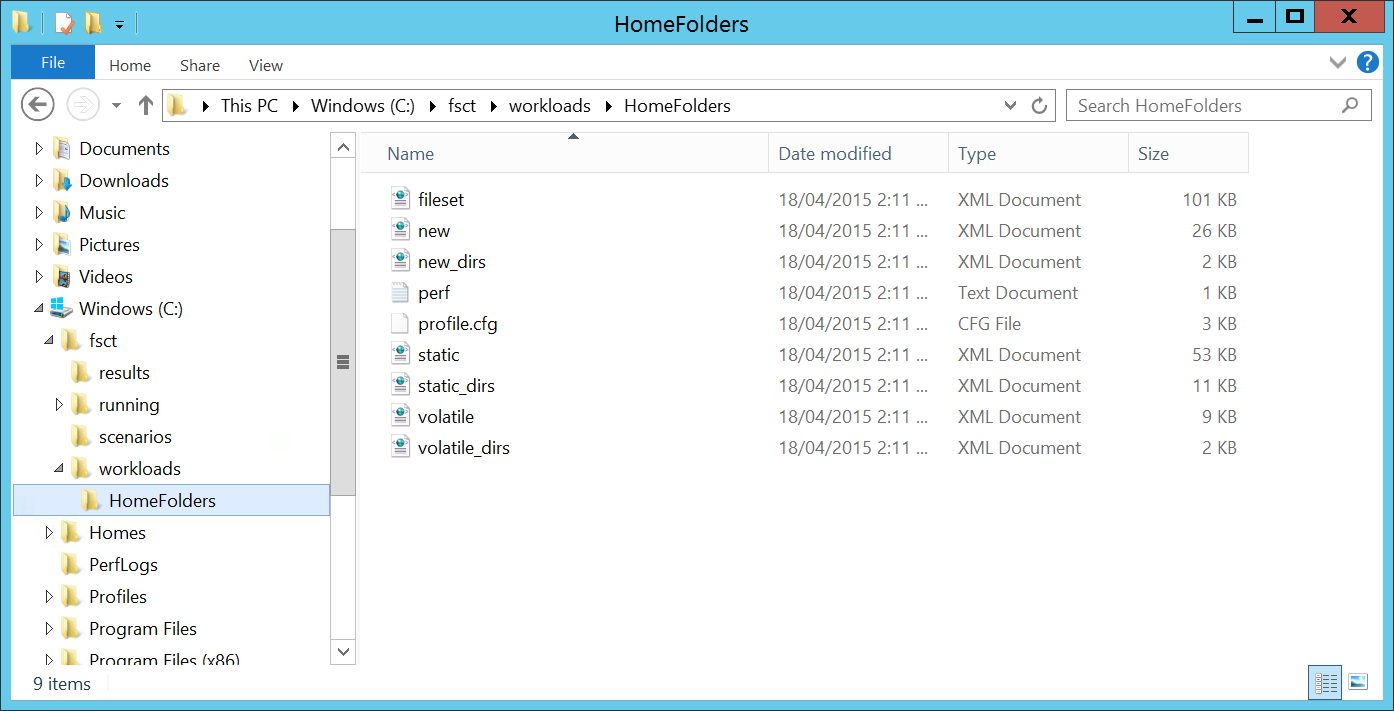 HomeFolders
File Home Share View
This PC Windows (C:) fsct workloads HomeFolders Search HomeFolders
Documents
Downloads
Music
Pictures
Videos
Windows (C:)
fsct
results
running
scenarios
workloads
HomeFolders
Homes
PerfLogs
Profiles
Program Files
Program Files (x86)
Name Date modified Type Size
fileset 18/04/2015 2:11 ... XML Document 101 KB
new 18/04/2015 2:11 ... XML Document 26 KB
new_dirs 18/04/2015 2:11 ... XML Document 2 KB
perf 18/04/2015 2:11 ... Text Document 1 KB
profile.cfg 18/04/2015 2:11 ... CFG File 3 KB
static 18/04/2015 2:11 ... XML Document 53 KB
static_dirs 18/04/2015 2:11 ... XML Document 11 KB
volatile 18/04/2015 2:11 ... XML Document 9 KB
volatile_dirs 18/04/2015 2:11 ... XML Document 2 KB
9 items